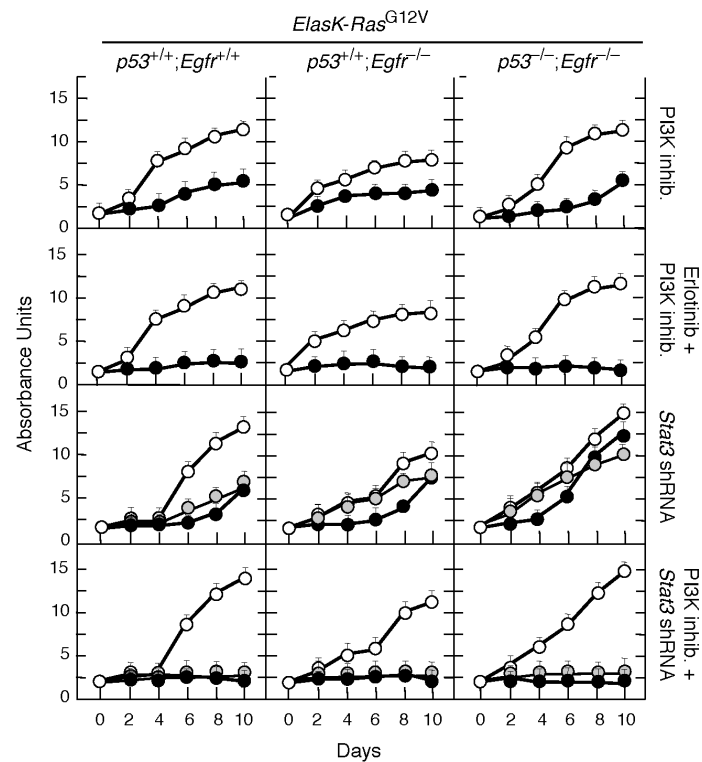 ElasK-Ras^G12V
p53+/+;Egfr+/+ p53+/+;Egfr–/– p53–/–;Egfr–/–
15
10
5
0
PI3K inhib.
15
10
5
0
Erlotinib +
PI3K inhib.
Absorbance Units
15
10
5
0
Stat3 shRNA
15
10
5
0
PI3K inhib. +
Stat3 shRNA
0 2 4 6 8 10 0 2 4 6 8 10 0 2 4 6 8 10
Days